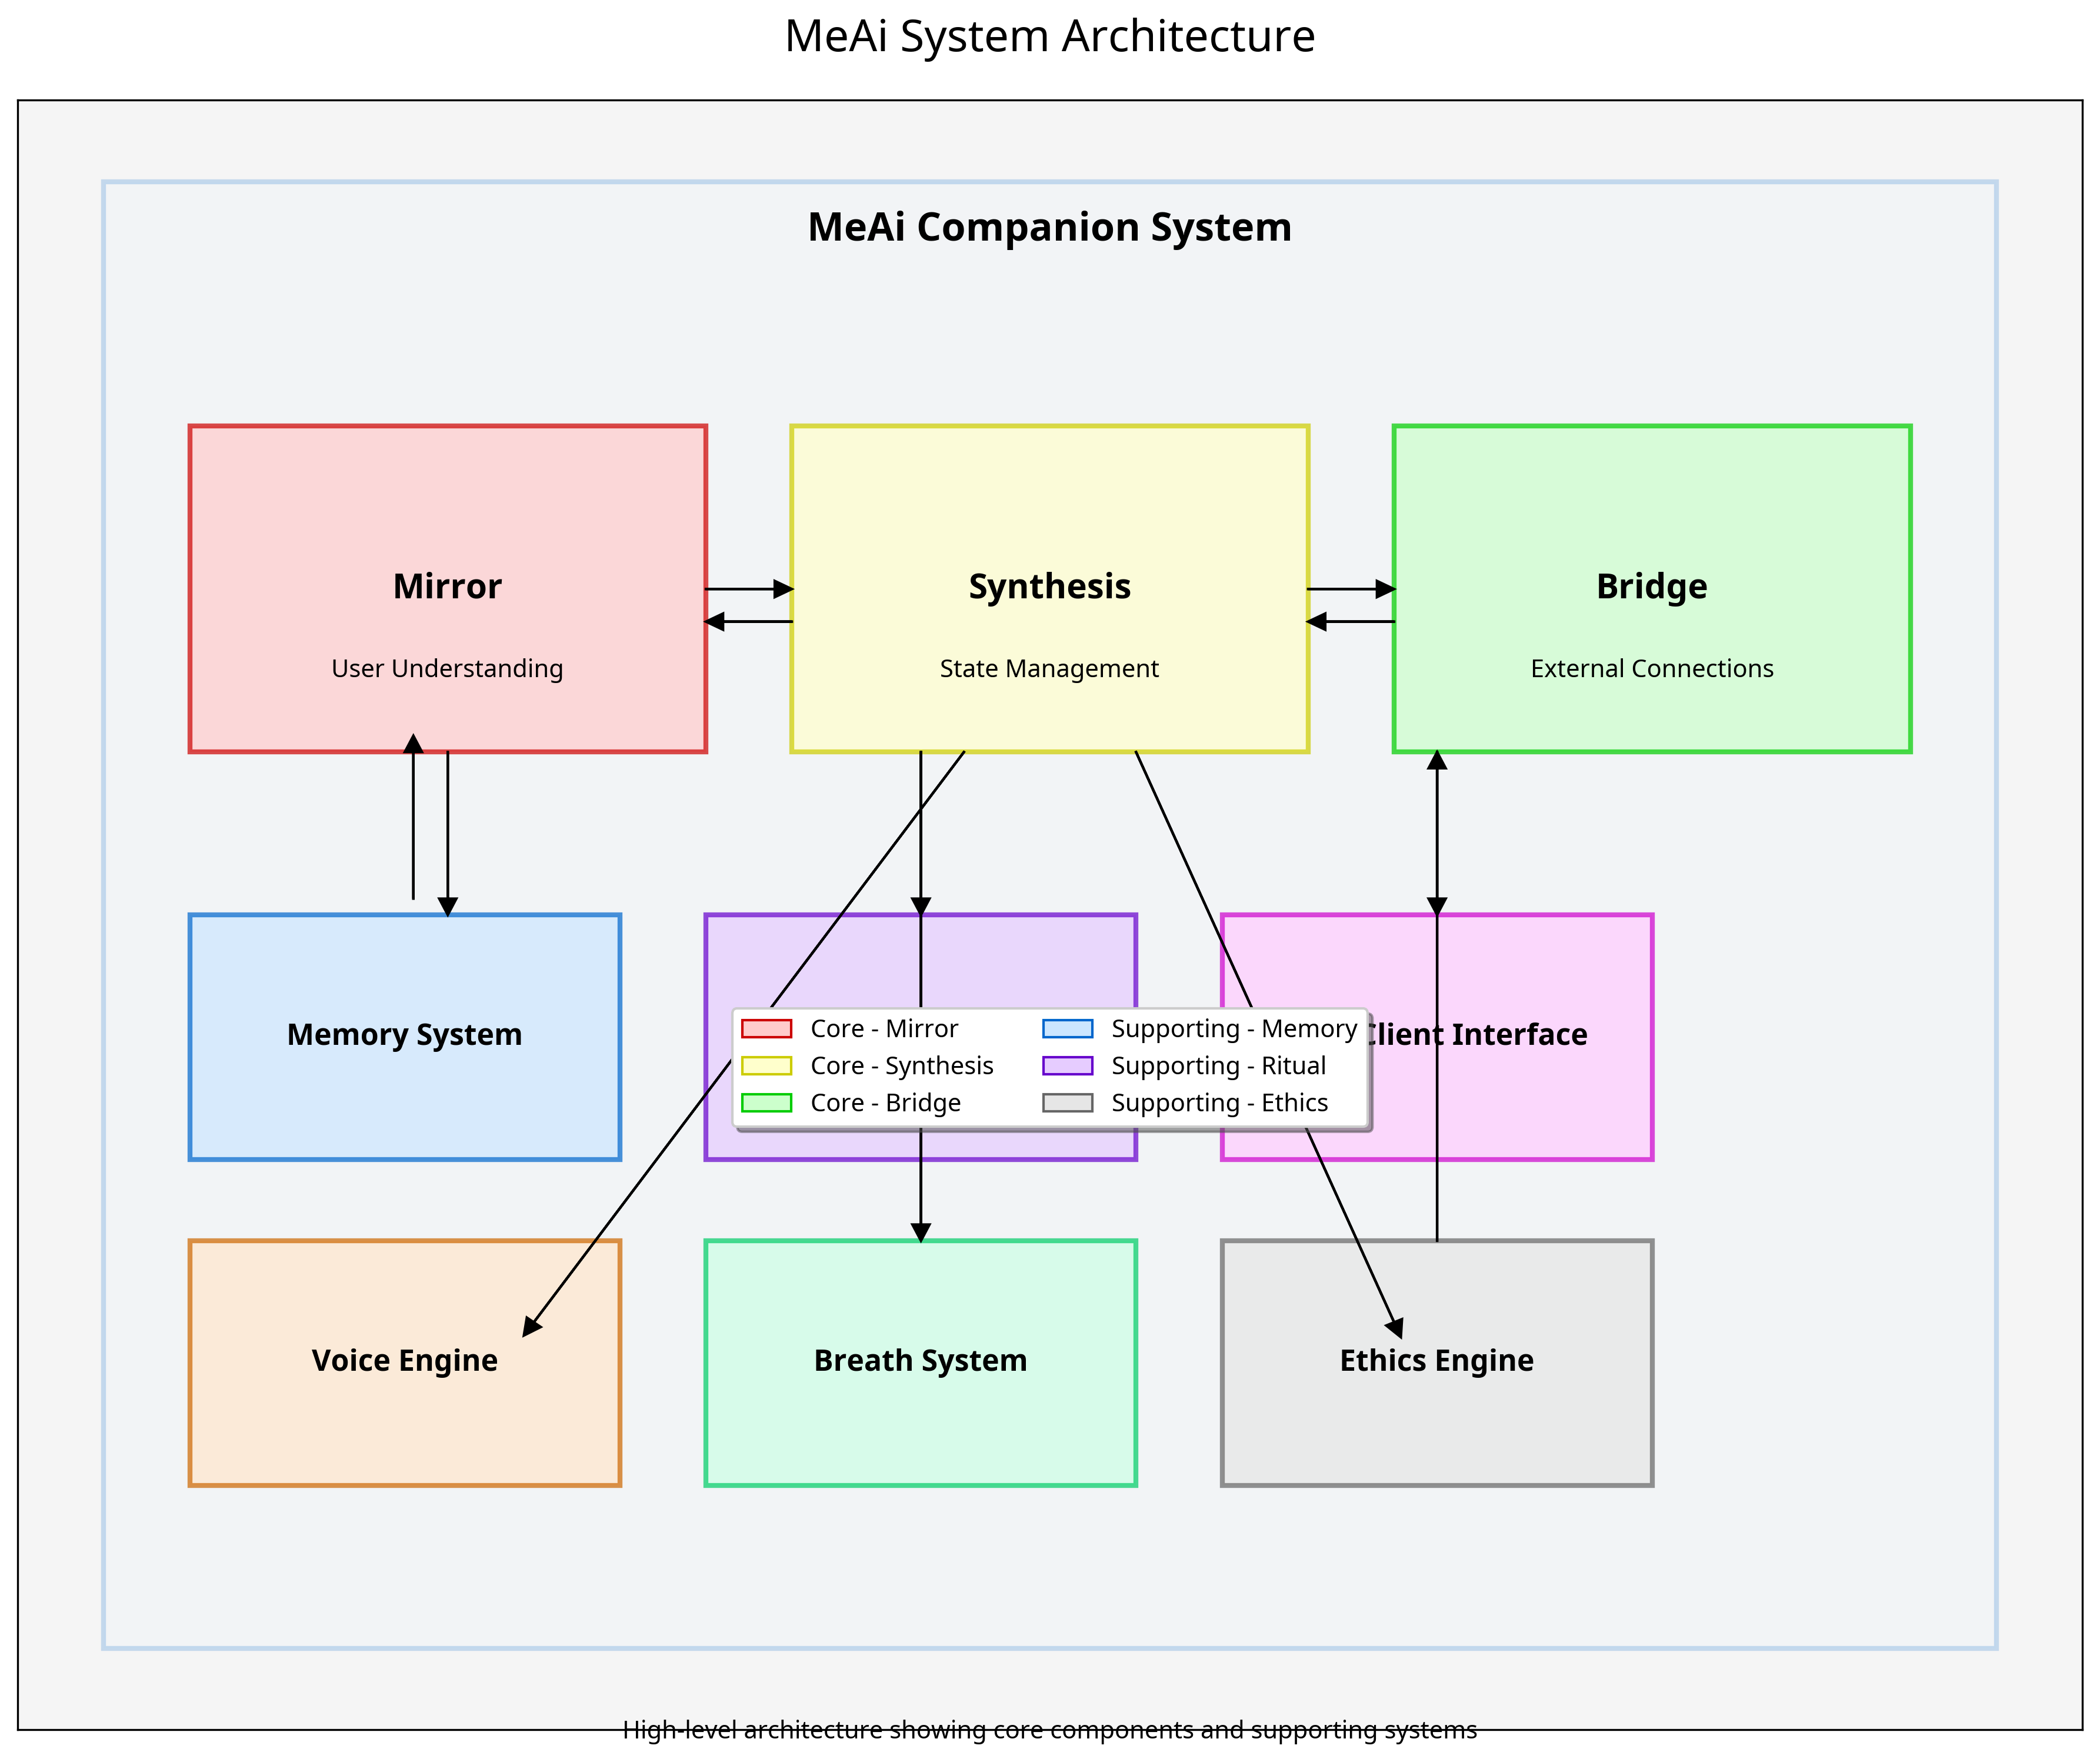 MeAi System Architecture
MeAi Companion System
Mirror
User Understanding
Synthesis
State Management
Bridge
External Connections
Memory System
Client Interface
Core - Mirror
Core - Synthesis
Core - Bridge
Supporting - Memory
Supporting - Ritual
Supporting - Ethics
Voice Engine
Breath System
Ethics Engine
High-level architecture showing core components and supporting systems